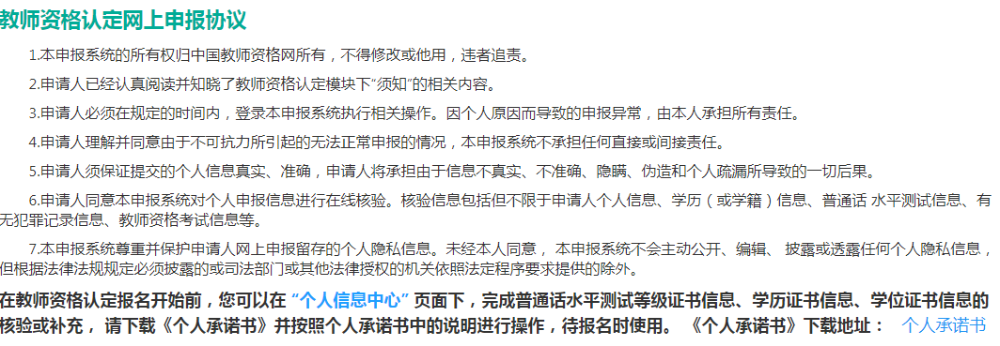 教师资格认定网上申报协议
1.本申报系统的所有权归中国教师资格网所有，不得修改或他用，违者追责。
2.申请人已经认真阅读并知晓了教师资格认定模块下“须知”的相关内容。
3.申请人必须在规定的时间内，登录本申报系统执行相关操作。因个人原因而导致的申报异常，由本人承担所有责任。
4.申请人理解并同意由于不可抗力所引起的无法正常申报的情况，本申报系统不承担任何直接或间接责任。
5.申请人须保证提交的个人信息真实、准确，申请人将承担由于信息不真实、不准确、隐瞒、伪造和个人疏漏所导致的一切后果。
6.申请人同意本申报系统对个人申报信息进行在线核验。核验信息包括但不限于申请人个人信息、学历（或学籍）信息、普通话 水平测试信息、有
无犯罪记录信息、教师资格考试信息等。
7.本申报系统尊重并保护申请人网上申报留存的个人隐私信息。未经本人同意， 本申报系统不会主动公开、编辑、 披露或透露任何个人隐私信息，
但根据法律法规规定必须披露的或司法部门或其他法律授权的机关依照法定程序要求提供的除外。
在教师资格认定报名开始前，您可以在 “个人信息中心” 页面下，完成普通话水平测试等级证书信息、学历证书信息、学位证书信息的
核验或补充， 请下载《个人承诺书》并按照个人承诺书中的说明进行操作，待报名时使用。 《个人承诺书》下载地址： 个人承诺书